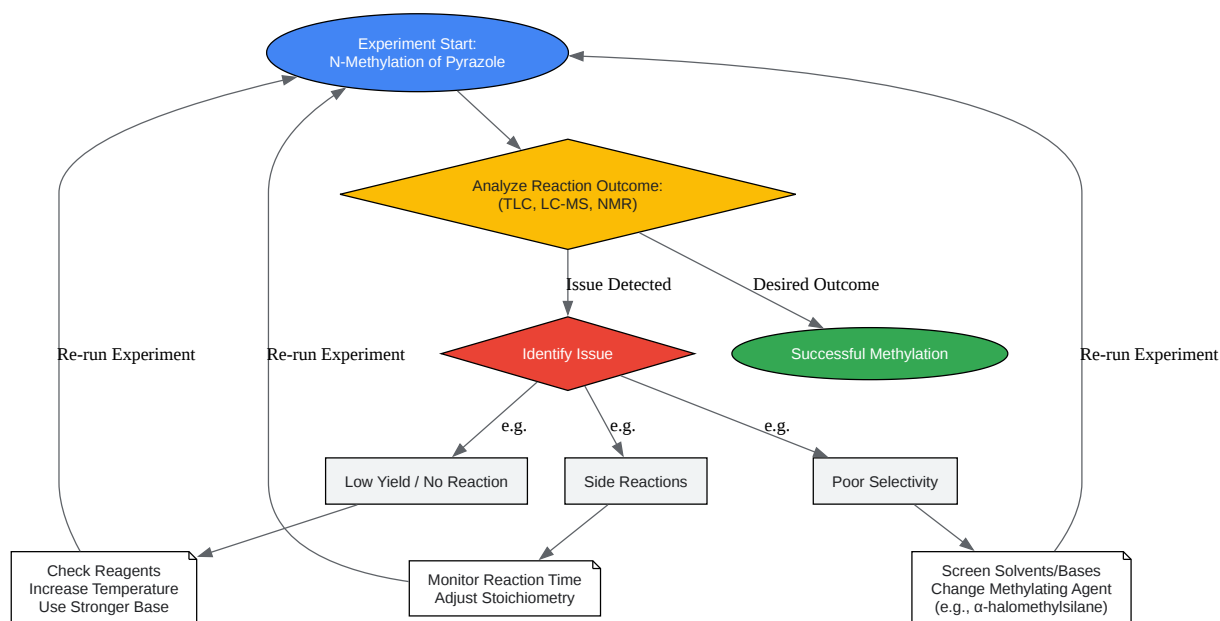 Experiment Start:
N-Methylation of Pyrazole
Analyze Reaction Outcome:
(TLC, LC-MS, NMR)
Issue Detected
Desired Outcome
Re-run Experiment
Re-run Experiment
Identify Issue
Successful Methylation
Re-run Experiment
e.g.
e.g.
e.g.
Low Yield / No Reaction
Side Reactions
Poor Selectivity
Check Reagents
Increase Temperature
Use Stronger Base
Monitor Reaction Time
Adjust Stoichiometry
Screen Solvents/Bases
Change Methylating Agent
(e.g., α-halomethylsilane)